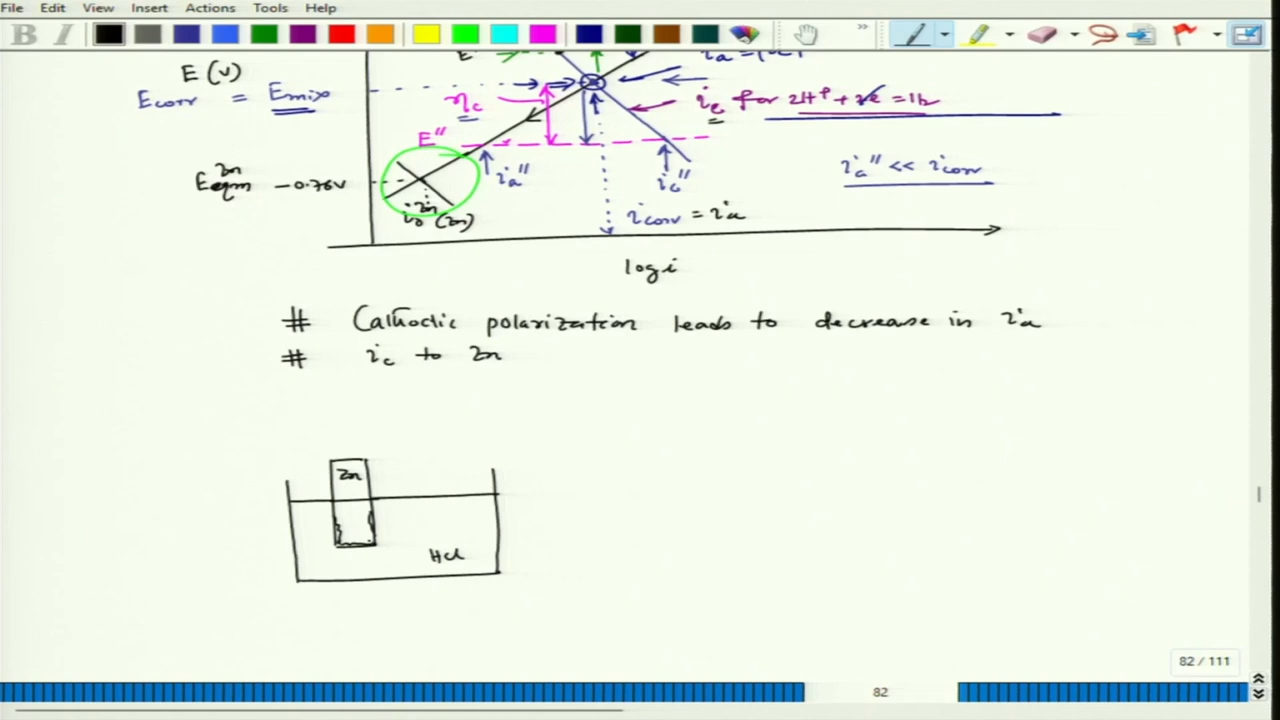 File Edit View Insert Actions Tools Help
B I
E (V)
Ecorr = Emix
ηc
ic for 2H+ + 2e = H2
E"
ia"
ic"
ia" << icorr
Zn
Eeqm -0.76V
icorr = ia
log i
# Cathodic polarization leads to decrease in ia
# ic to Zn
Zn
HCl
82 / 111
82